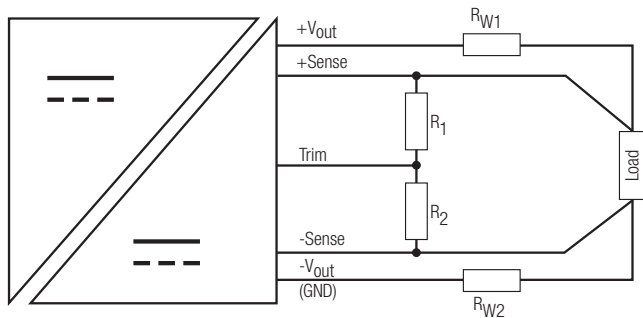 +Vout
RW1
+Sense
R1
Trim
Load
R2
-Sense
-Vout
(GND)
RW2